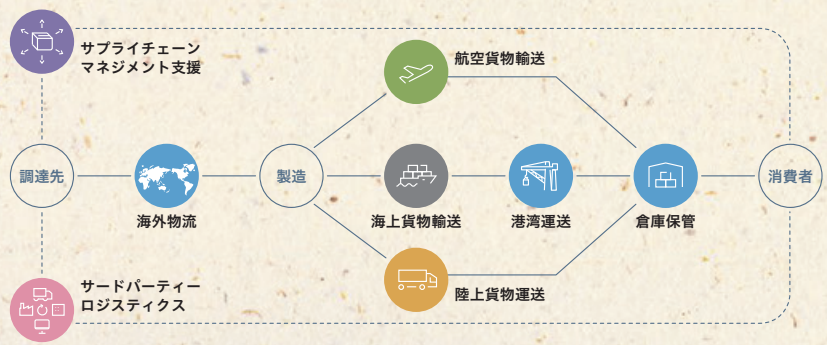 サプライチェーン
マネジメント支援
航空貨物輸送
調達先
海外物流
製造
海上貨物輸送
港湾運送
倉庫保管
消費者
サードパーティー
ロジスティクス
陸上貨物運送